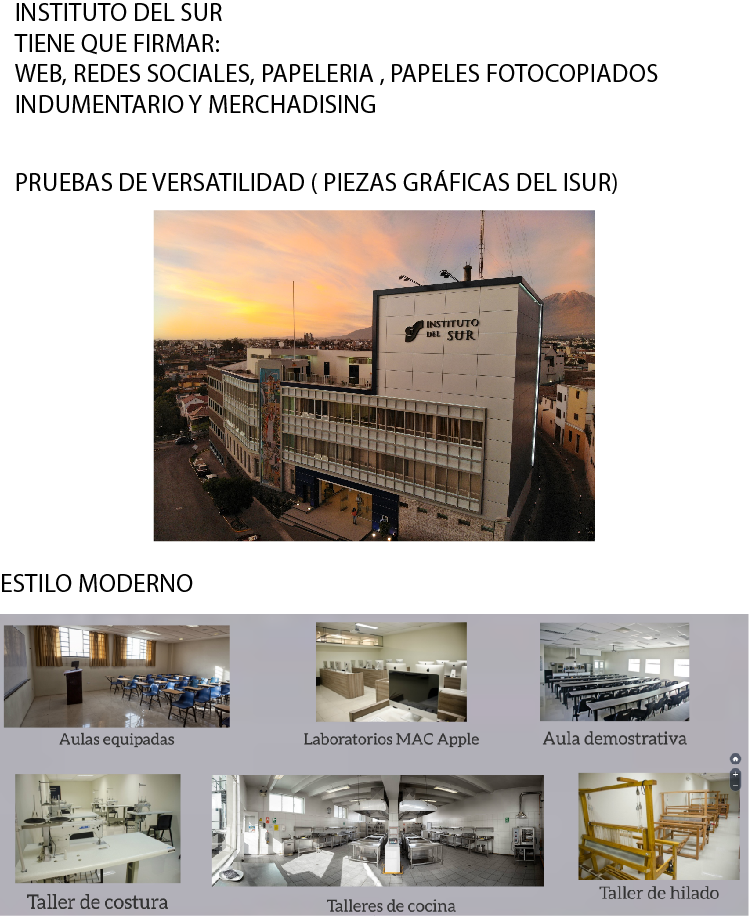 INSTITUTO DEL SUR
TIENE QUE FIRMAR:
WEB, REDES SOCIALES, PAPELERIA , PAPELES FOTOCOPIADOS
INDUMENTARIO Y MERCHADISING
PRUEBAS DE VERSATILIDAD ( PIEZAS GRÁFICAS DEL ISUR)
INSTITUTO
DEL SUR
ESTILO MODERNO
Aulas equipadas
Laboratorios MAC Apple
Aula demostrativa
Taller de costura
Talleres de cocina
Taller de hilado